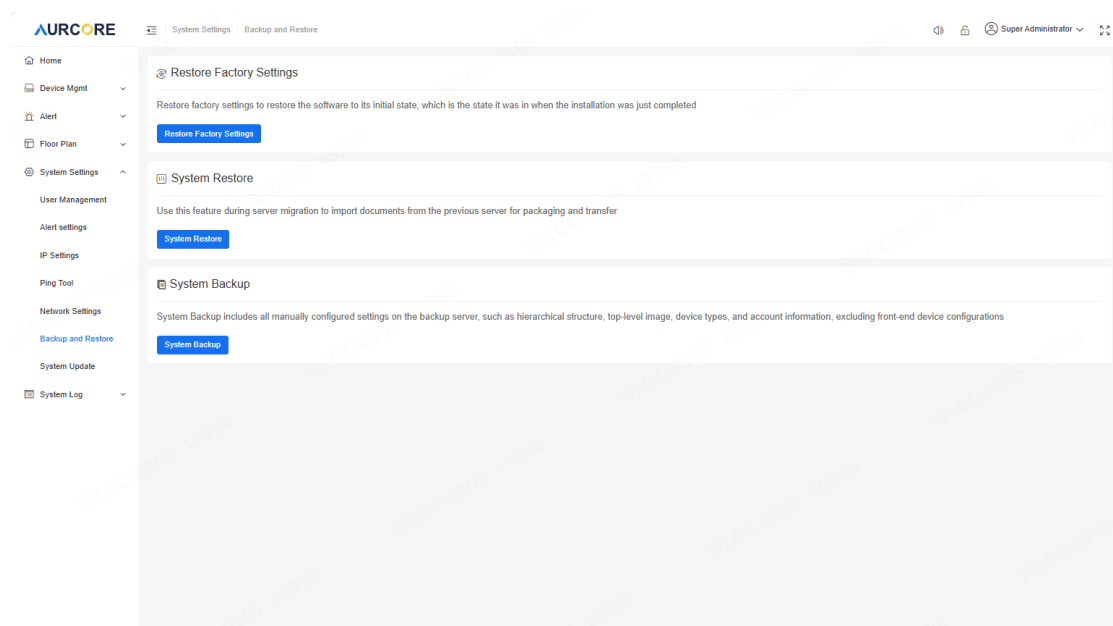 AURCORE
System Settings Backup and Restore
Super Administrator
Home
Device Mgmt
Alert
Floor Plan
System Settings
User Management
Alert settings
IP Settings
Ping Tool
Network Settings
Backup and Restore
System Update
System Log
Restore Factory Settings
Restore factory settings to restore the software to its initial state, which is the state it was in when the installation was just completed
Restore Factory Settings
System Restore
Use this feature during server migration to import documents from the previous server for packaging and transfer
System Restore
System Backup
System Backup includes all manually configured settings on the backup server, such as hierarchical structure, top-level image, device types, and account information, excluding front-end device configurations
System Backup
WLGC-0305 19396